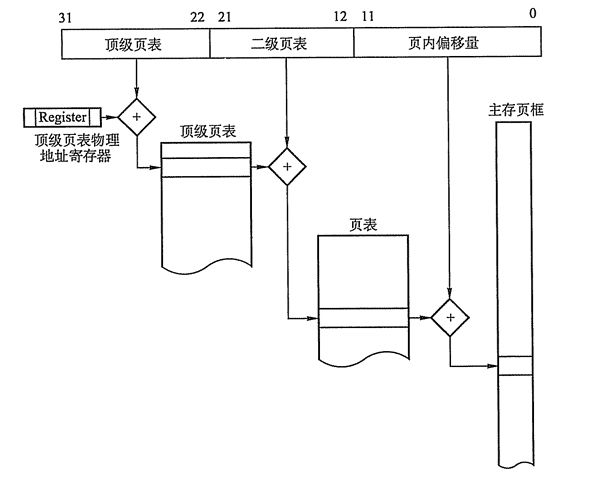 31 22 21 12 11 0
顶级页表 二级页表 页内偏移量
Register
顶级页表物理
地址寄存器
+
顶级页表
+
页表
+
主存页框